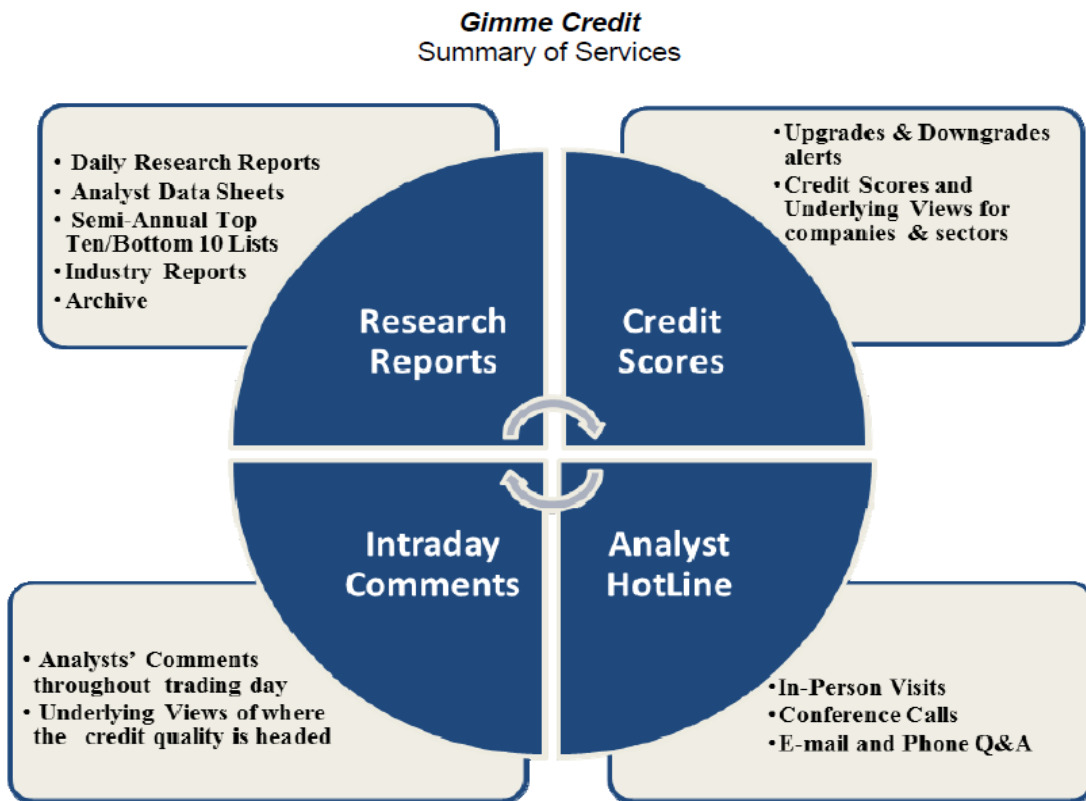 Gimme Credit
Summary of Services
• Daily Research Reports
• Analyst Data Sheets
• Semi-Annual Top
Ten/Bottom 10 Lists
• Industry Reports
• Archive
• Upgrades & Downgrades
alerts
• Credit Scores and
Underlying Views for
companies & sectors
Research
Reports
Credit
Scores
Intraday
Comments
Analyst
HotLine
• Analysts' Comments
throughout trading day
• Underlying Views of where
the credit quality is headed
• In-Person Visits
• Conference Calls
• E-mail and Phone Q&A